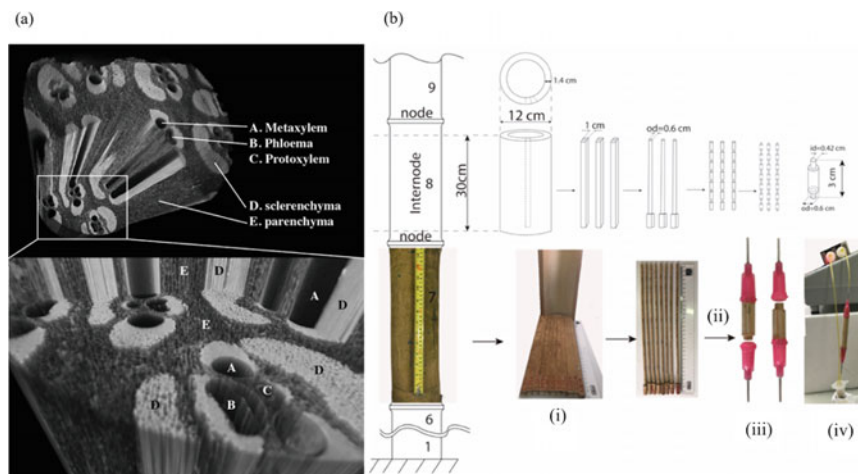 (a)
A. Metaxylem
B. Phloema
C. Protoxylem
D. sclerenchyma
E. parenchyma
E
D
A
D
E
A
D
C
B
D
(b)
9
node
Internode
8
30cm
node
7
6
1
1.4 cm
12 cm
1 cm
od=0.6 cm
id=0.42 cm
3 cm
od=0.6 cm
(i)
(ii)
(iii)
(iv)